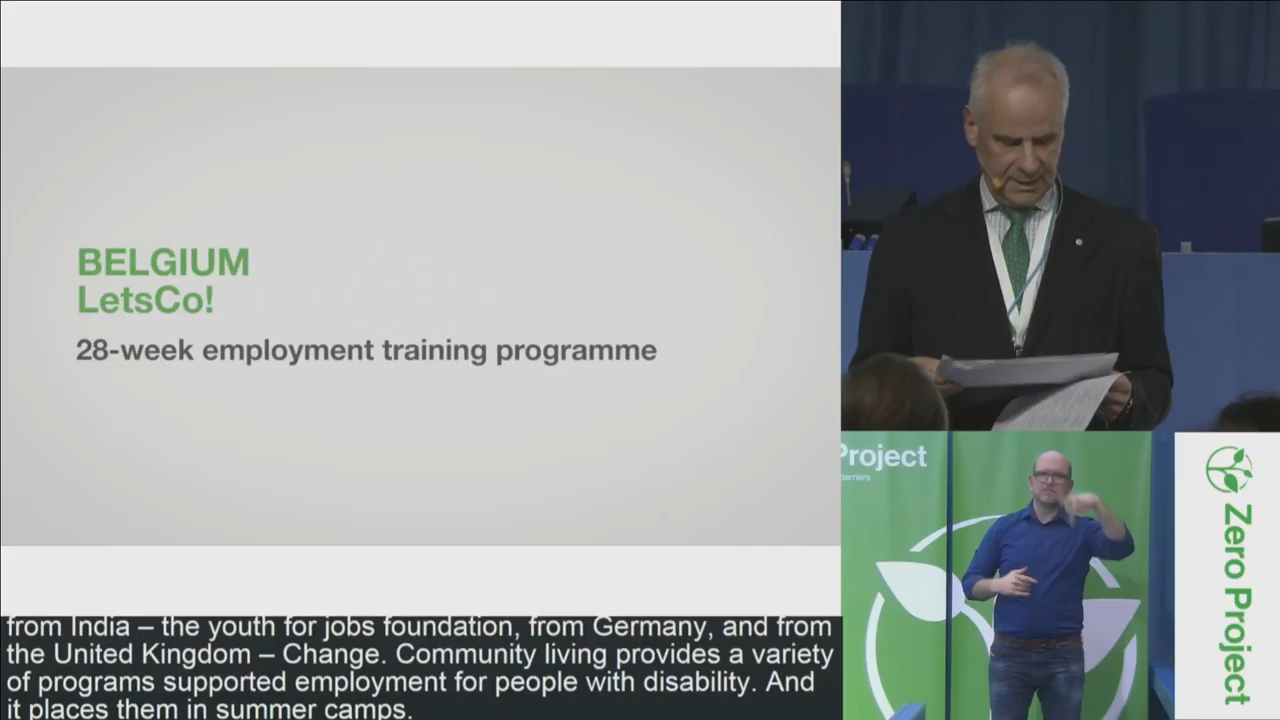 BELGIUM
LetsCo!
28-week employment training programme
Project
barriers
Zero Project
from India – the youth for jobs foundation, from Germany, and from
the United Kingdom – Change. Community living provides a variety
of programs supported employment for people with disability. And
it places them in summer camps.